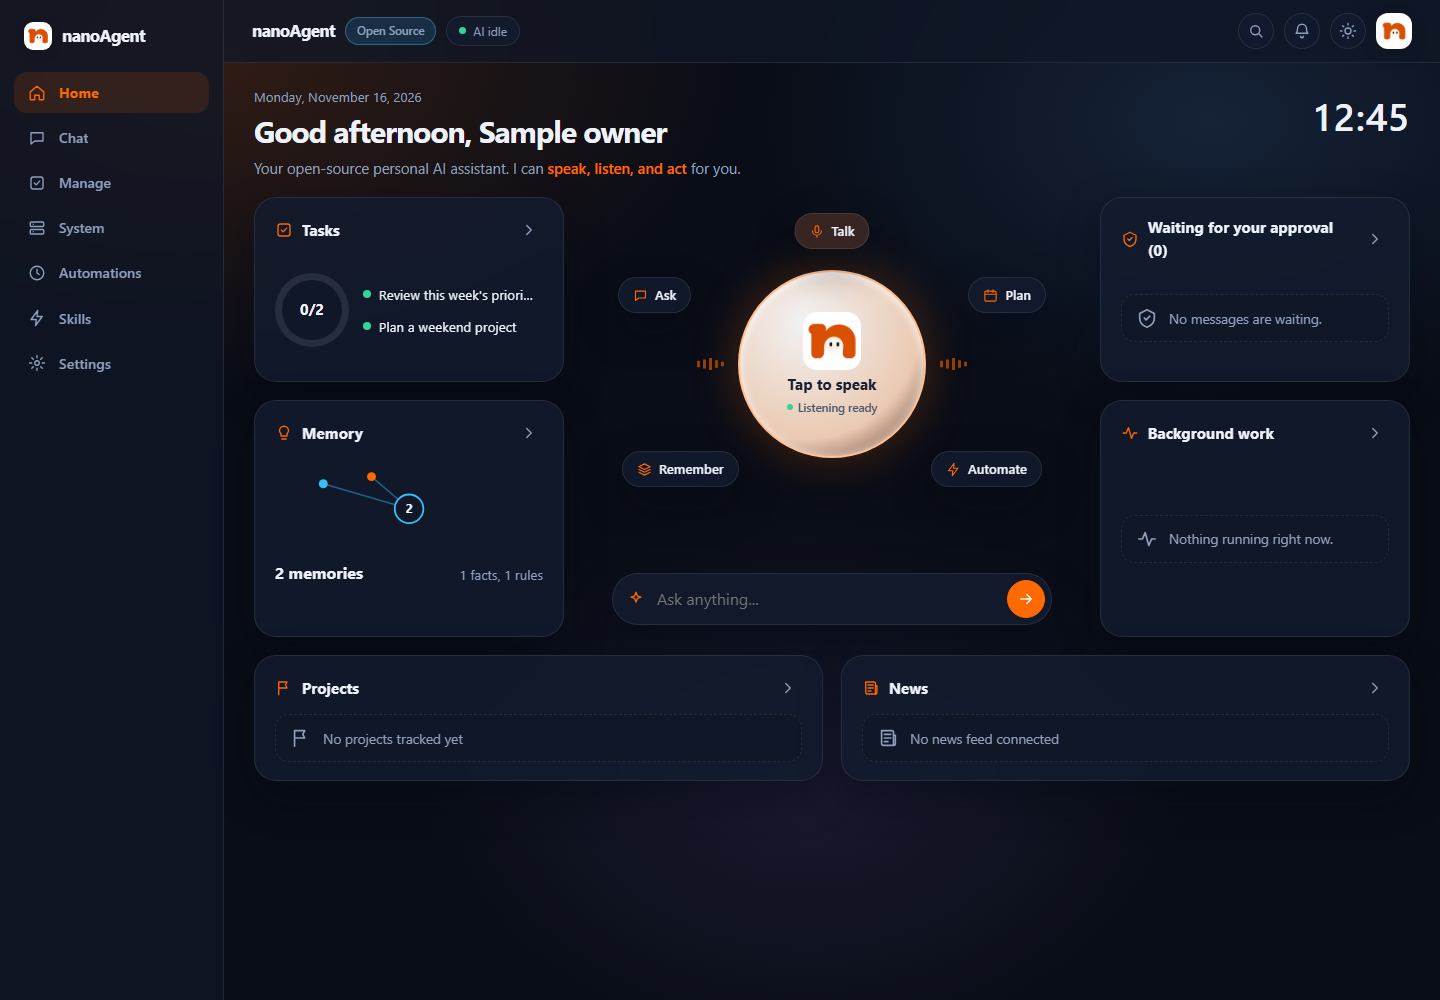 nanoAgent
Home
Chat
Manage
System
Automations
Skills
Settings
nanoAgent
Open Source
AI idle
Monday, November 16, 2026
Good afternoon, Sample owner
Your open-source personal AI assistant. I can speak, listen, and act for you.
12:45
Tasks
0/2
Review this week's priori...
Plan a weekend project
Memory
2
2 memories
1 facts, 1 rules
Talk
Ask
Plan
Tap to speak
Listening ready
Remember
Automate
Ask anything...
Waiting for your approval
(0)
No messages are waiting.
Background work
Nothing running right now.
Projects
No projects tracked yet
News
No news feed connected